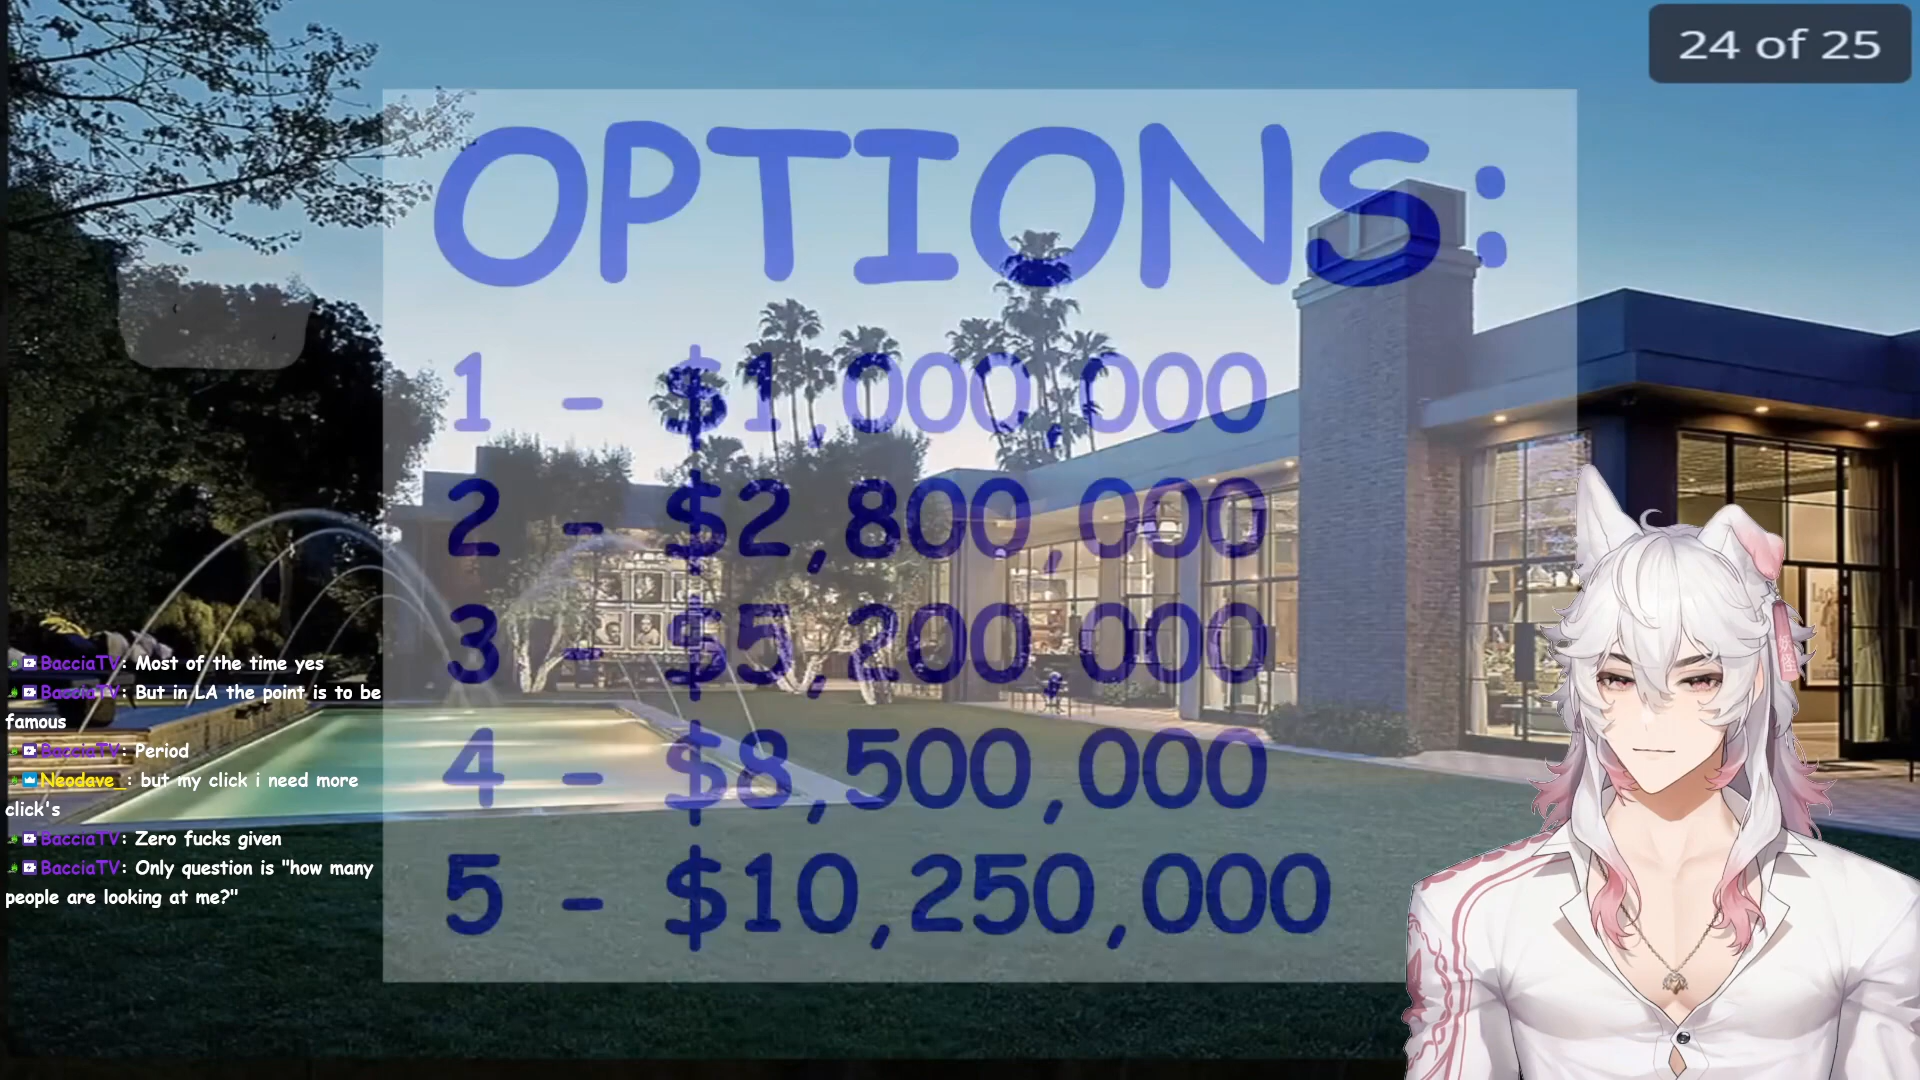 24 of 25
OPTIONS:
1 - $1,000,000
2 - $2,800,000
3 - $5,200,000
4 - $8,500,000
5 - $10,250,000
BacciaTV: Most of the time yes
BacciaTV: But in LA the point is to be
famous
BacciaTV: Period
Neodave_: but my click i need more
click's
BacciaTV: Zero fucks given
BacciaTV: Only question is "how many
people are looking at me?"
妖怪